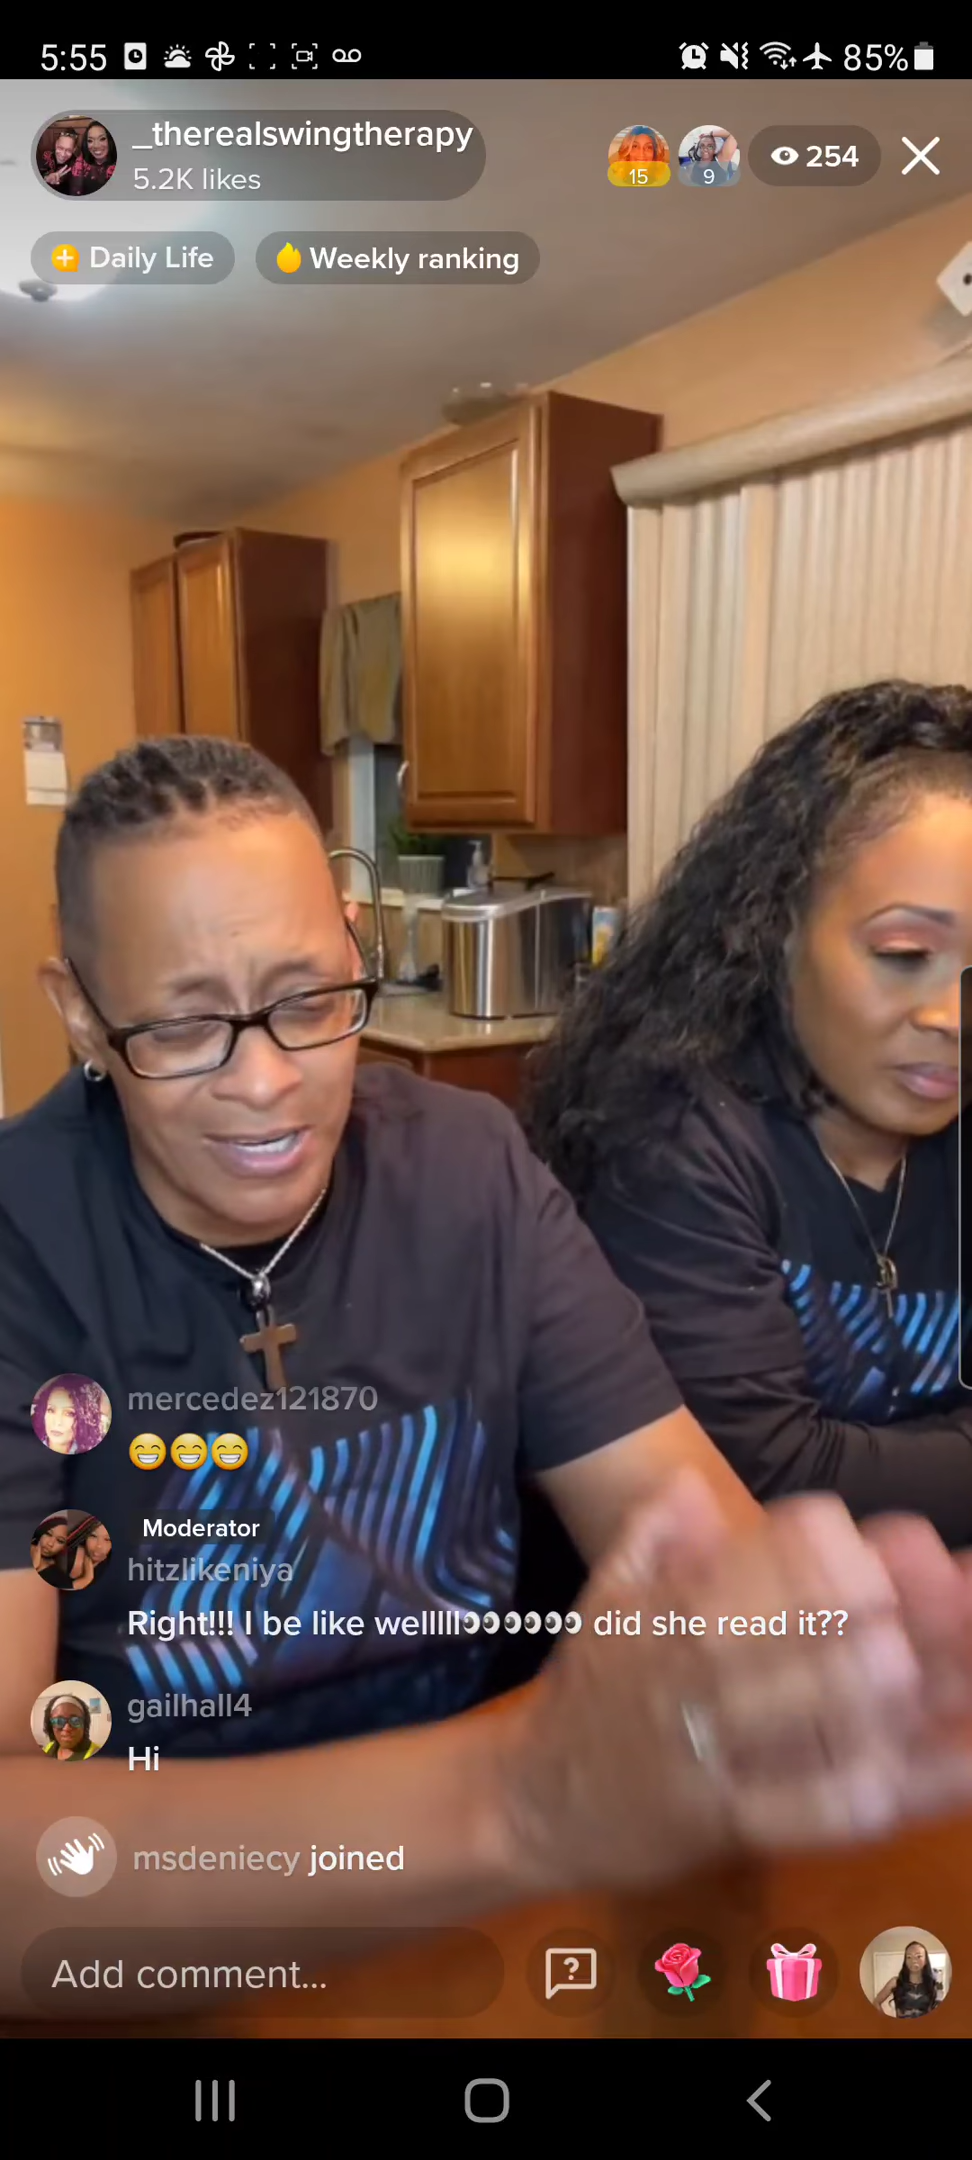 5:55
85%
_therealswingtherapy
5.2K likes
15
9
254
Daily Life
Weekly ranking
mercedez121870
😁😁😁
Moderator
hitzlikeniya
Right!!! I be like welllll👀👀👀 did she read it??
gailhall4
Hi
msdeniecy joined
Add comment...